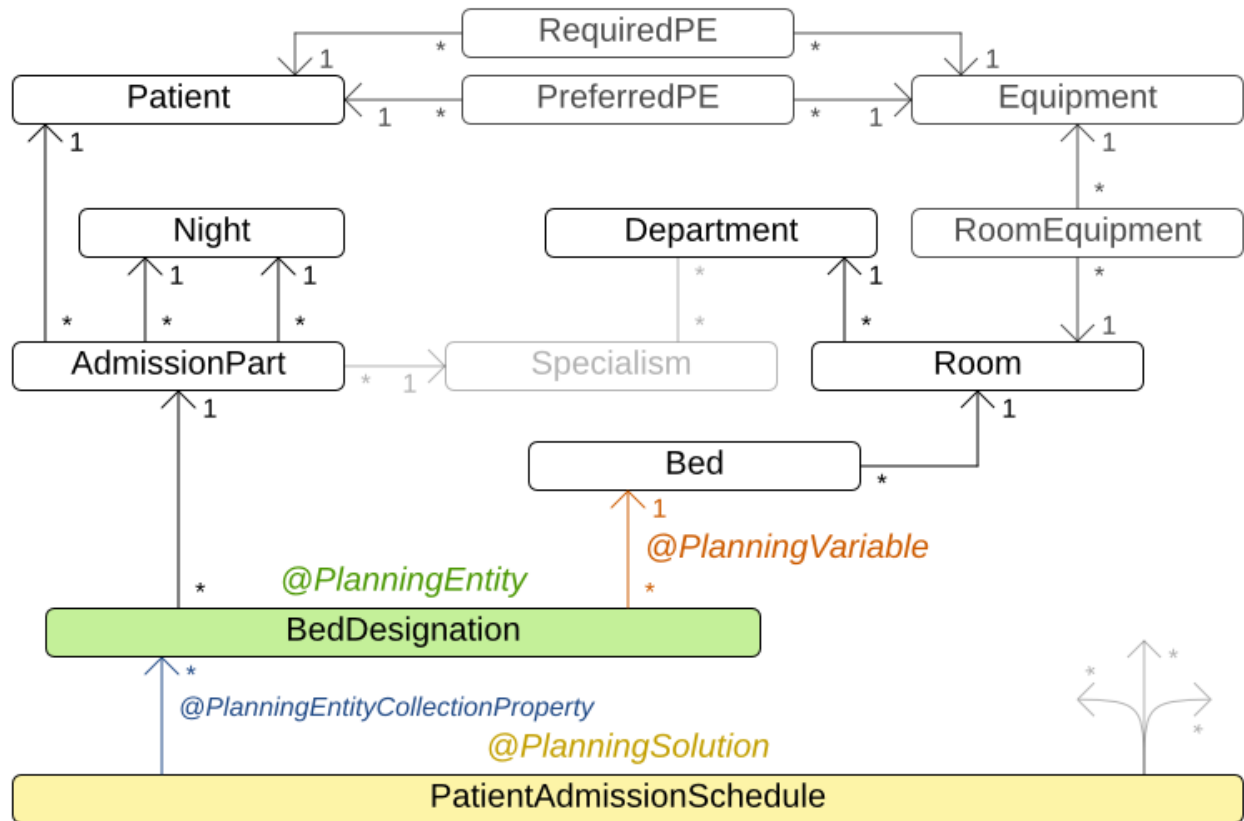 RequiredPE
* *
1 1
Patient PreferredPE Equipment
1 * * 1
1 1
*
Night Department RoomEquipment
1 1 * 1 *
* * * * * 1
AdmissionPart Specialism Room
* 1
1 1
Bed
*
1
@PlanningVariable
@PlanningEntity
* *
BedDesignation
*
@PlanningEntityCollectionProperty
* * *
@PlanningSolution
PatientAdmissionSchedule